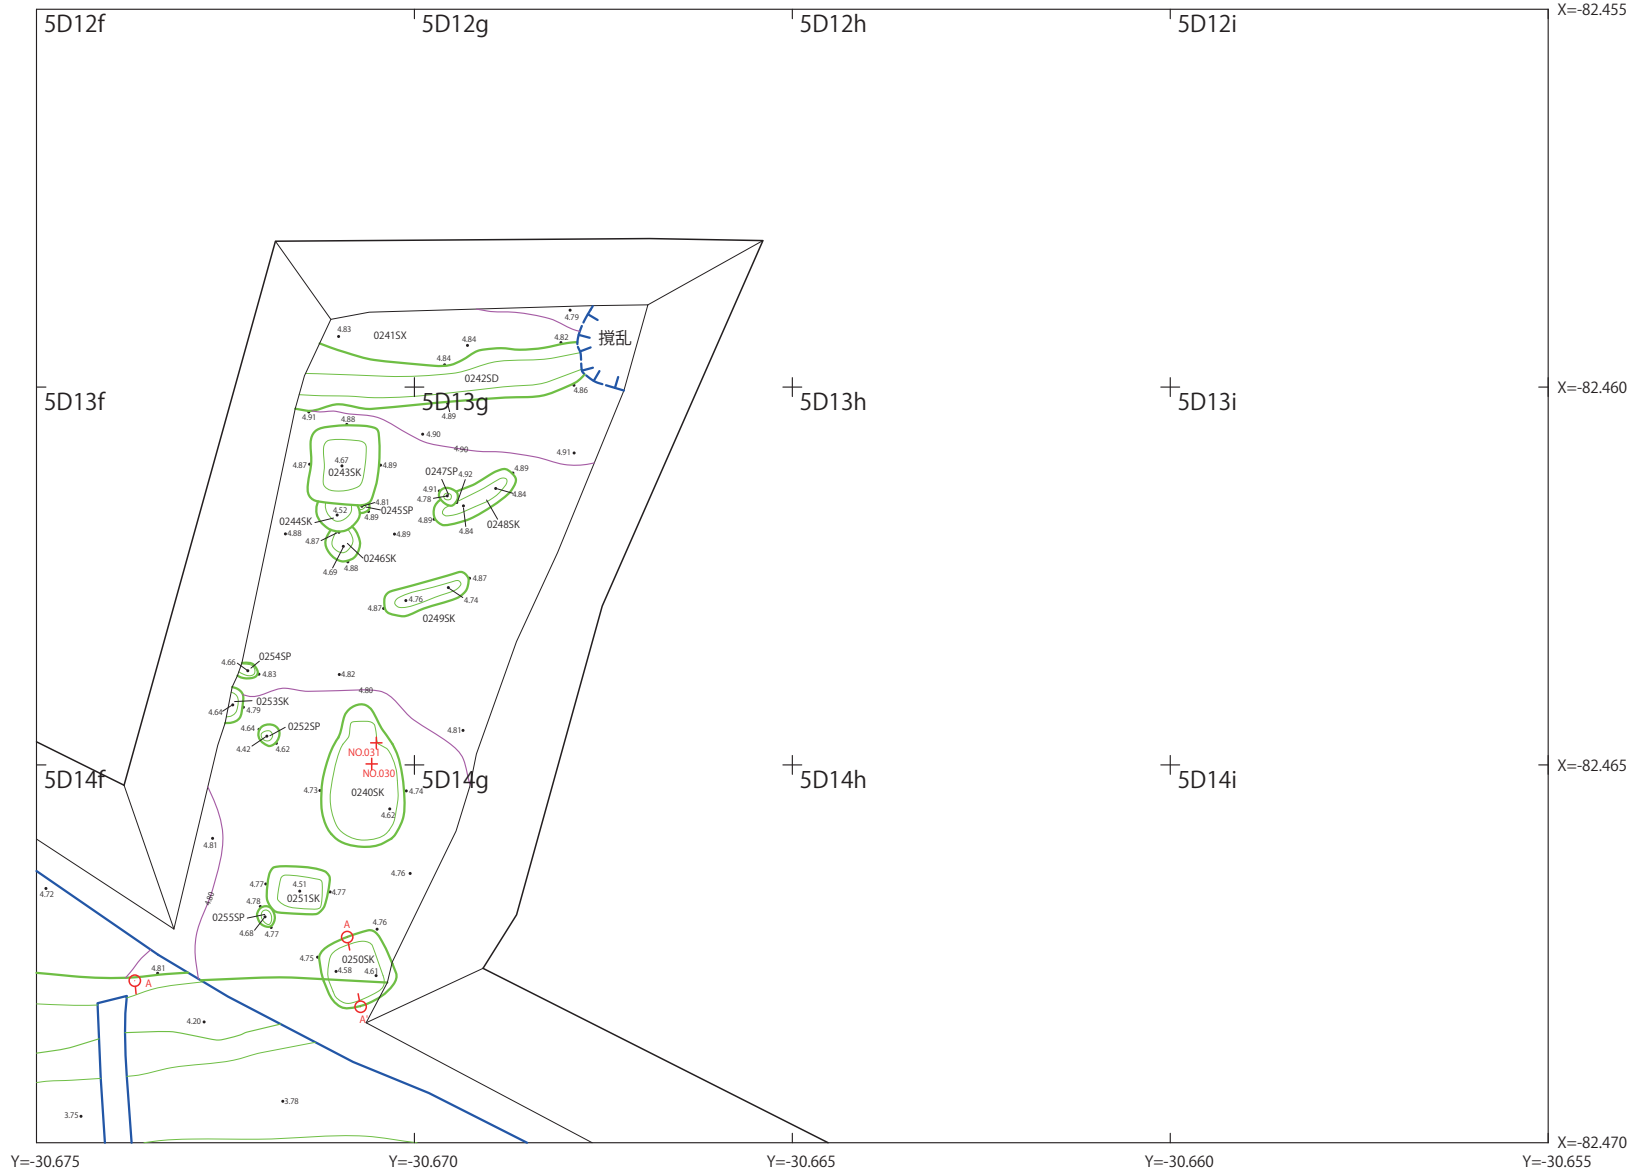 5D12f
5D12g
5D12h
5D12i
X=-82.455
4.79
4.83
0241SX
4.84
4.82
撹乱
4.84
0242SD
4.86
X=-82.460
5D13f
5D13g
5D13h
5D13i
4.91
4.88
4.89
4.90
4.90
4.91
4.87
4.67
4.89
0243SK
0247SP
4.92
4.89
4.91
4.78
4.84
4.81
4.52
0245SP
4.89
0244SK
4.89
4.84
0248SK
4.88
4.87
4.89
0246SK
4.69
4.88
4.87
4.76
4.74
4.87
0249SK
0254SP
4.66
4.83
4.82
4.80
0253SK
4.64
4.79
4.64
0252SP
4.42
4.62
4.81
NO.031
X=-82.465
NO.030
5D14f
5D14g
5D14h
5D14i
4.73
0240SK
4.74
4.62
4.81
4.76
4.72
4.80
4.77
4.51
4.77
0251SK
4.78
0255SP
4.68
4.77
A
4.76
4.75
0250SK
4.58
4.61
4.81
A
A'
4.20
3.78
3.75
X=-82.470
Y=-30.675
Y=-30.670
Y=-30.665
Y=-30.660
Y=-30.655